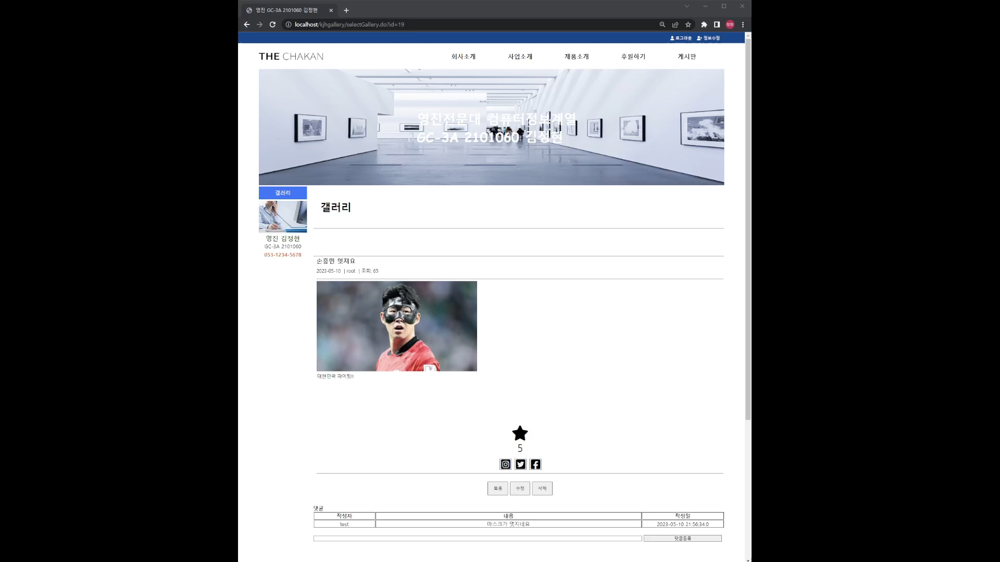 영진 GC-3A 2101060 김정현
localhost/kjhgallery/selectGallery.do?id=19
정현
로그아웃 정보수정
THE CHAKAN
회사소개 사업소개 제품소개 후원하기 게시판
영진전문대 컴퓨터정보계열
GC-3A 2101060 김정현
갤러리
갤러리
영진 김정현
GC-3A 2101060
053-1234-5678
손흥민 멋져요
2023-05-10 | root | 조회: 65
대한민국 파이팅!!
5
목록 수정 삭제
댓글
작성자 내용 작성일
test 마스크가 멋지네요 2023-05-10 21:56:34.0
댓글등록